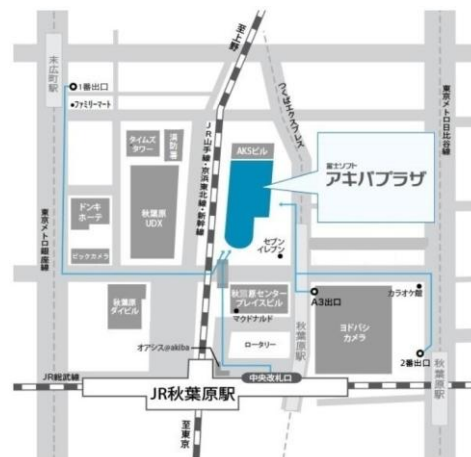 至上野
末広町駅
1番出口
ファミリーマート
つくばエクスプレス
東京メトロ日比谷線
JR山手線・京浜東北線・新幹線
タイムズ
タワー
消防署
AKSビル
富士ソフト
アキバプラザ
ドンキ
ホーテ
秋葉原
UDX
東京メトロ銀座線
ビックカメラ
セブン
イレブン
秋葉原
ダイビル
秋葉原センター
プレイスビル
マクドナルド
A3出口
カラオケ館
ヨドバシ
カメラ
秋葉原駅
ロータリー
オアシス@akiba
2番出口
秋葉原駅
JR総武線
中央改札口
JR秋葉原駅
至東京